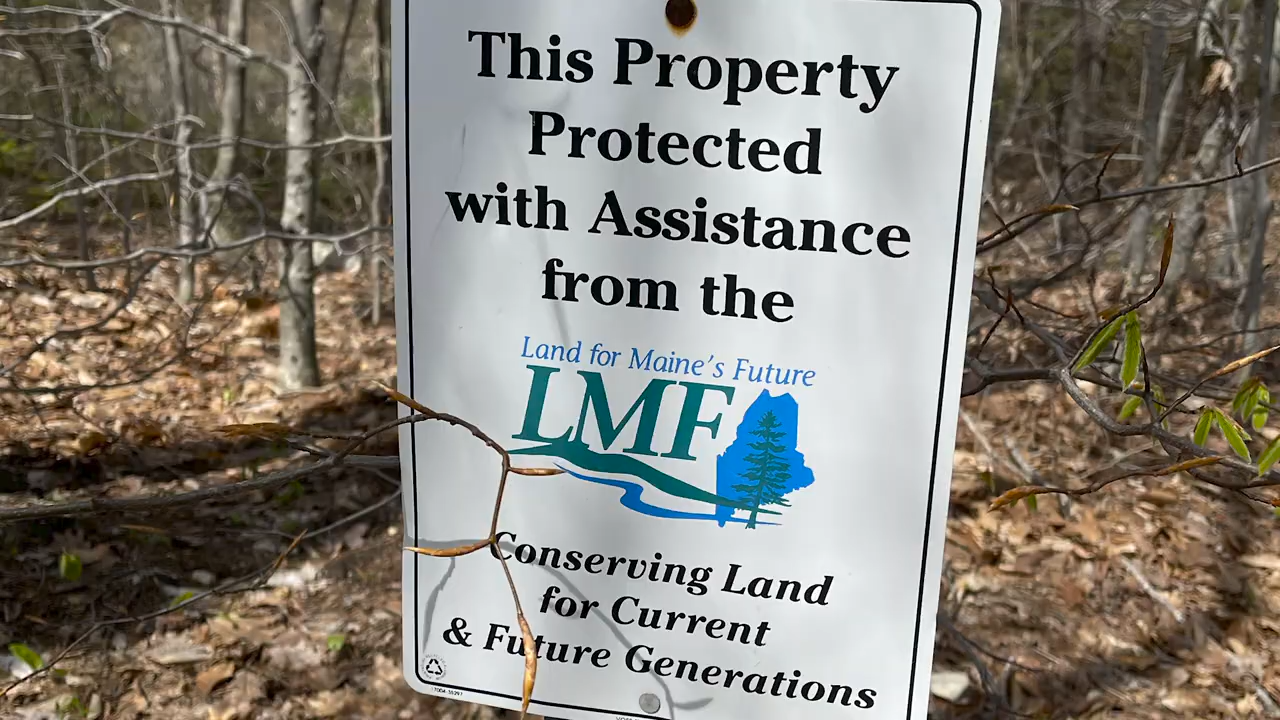 This Property
Protected
with Assistance
from the
Land for Maine's Future
LMF
Conserving Land
for Current
& Future Generations